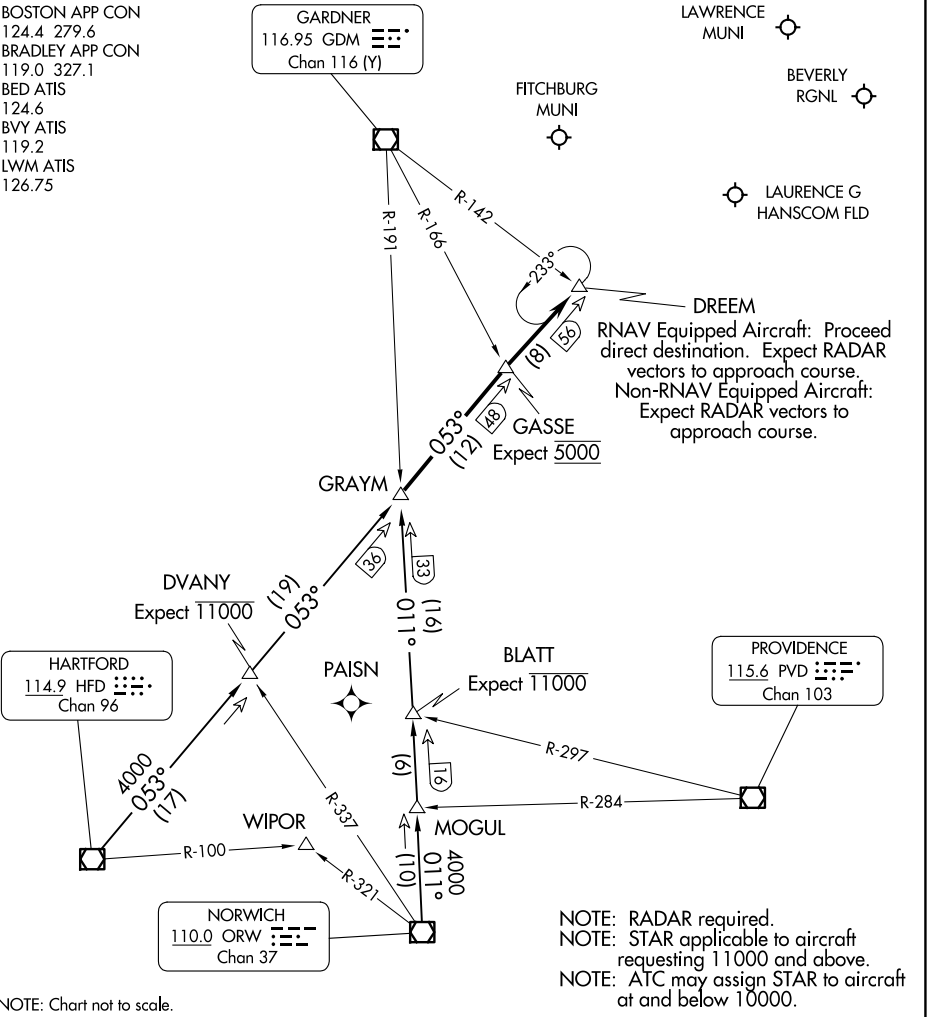 BOSTON APP CON
124.4 279.6
BRADLEY APP CON
119.0 327.1
BED ATIS
124.6
BVY ATIS
119.2
LWM ATIS
126.75
GARDNER
116.95 GDM
Chan 116 (Y)
LAWRENCE
MUNI
BEVERLY
RGNL
FITCHBURG
MUNI
LAURENCE G
HANSCOM FLD
R-191
R-166
R-142
233°
DREEM
RNAV Equipped Aircraft: Proceed
direct destination. Expect RADAR
vectors to approach course.
Non-RNAV Equipped Aircraft:
Expect RADAR vectors to
approach course.
56
(8)
GASSE
Expect 5000
48
053°
(12)
GRAYM
36
33
(19)
053°
(16)
011°
DVANY
Expect 11000
HARTFORD
114.9 HFD
Chan 96
PAISN
BLATT
Expect 11000
PROVIDENCE
115.6 PVD
Chan 103
R-297
(6)
16
R-284
4000
053°
(17)
R-337
WIPOR
MOGUL
R-100
R-321
(10)
4000
011°
NORWICH
110.0 ORW
Chan 37
NOTE: RADAR required.
NOTE: STAR applicable to aircraft
requesting 11000 and above.
NOTE: ATC may assign STAR to aircraft
at and below 10000.
NOTE: Chart not to scale.